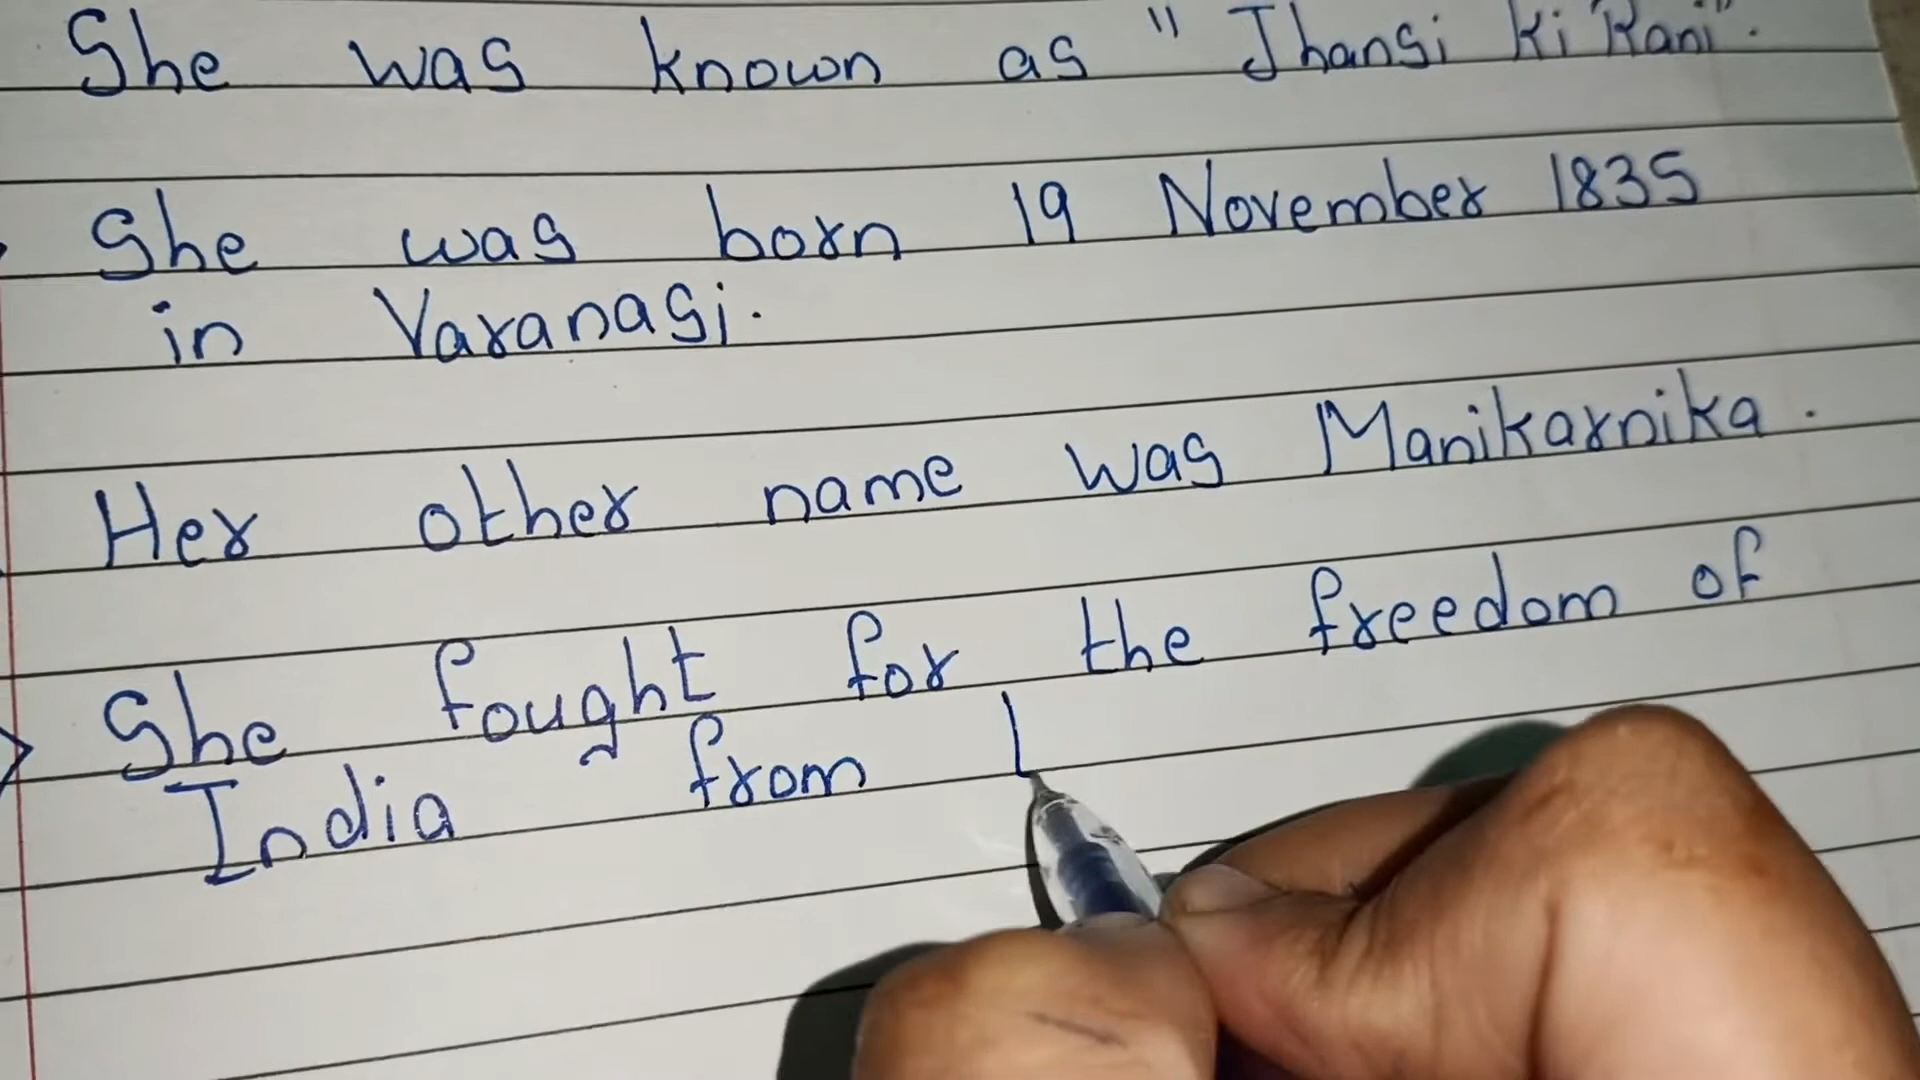 She was known as "Jhansi Ki Rani".
She was born 19 November 1835
in Varanasi.
Her other name was Manikarnika.
She fought for the freedom of
India from